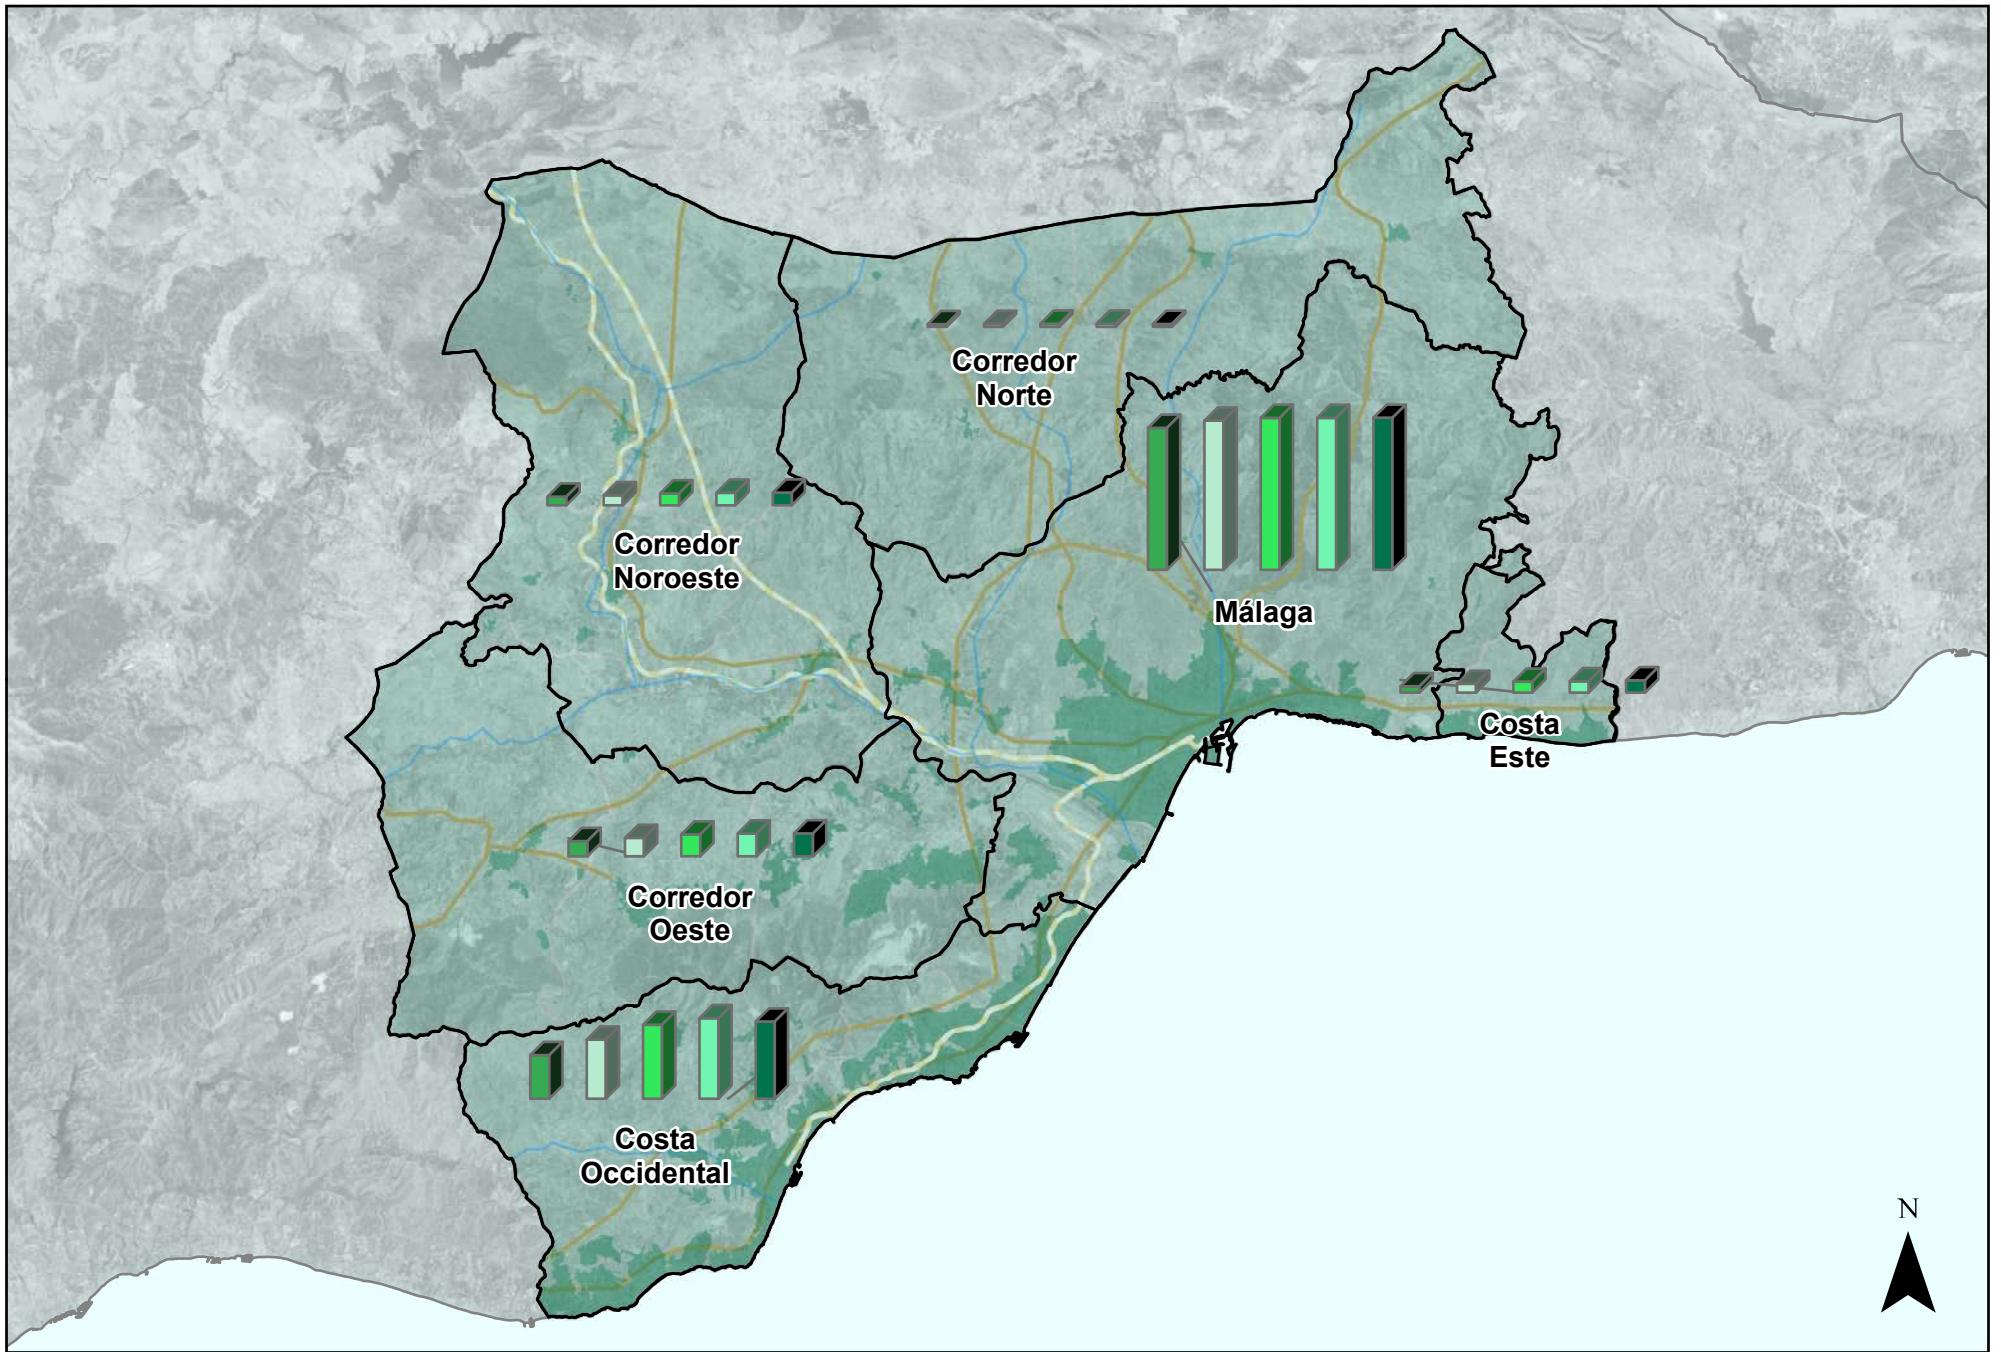 Corredor
Norte
Corredor
Noroeste
Málaga
Costa
Este
Corredor
Oeste
Costa
Occidental
N